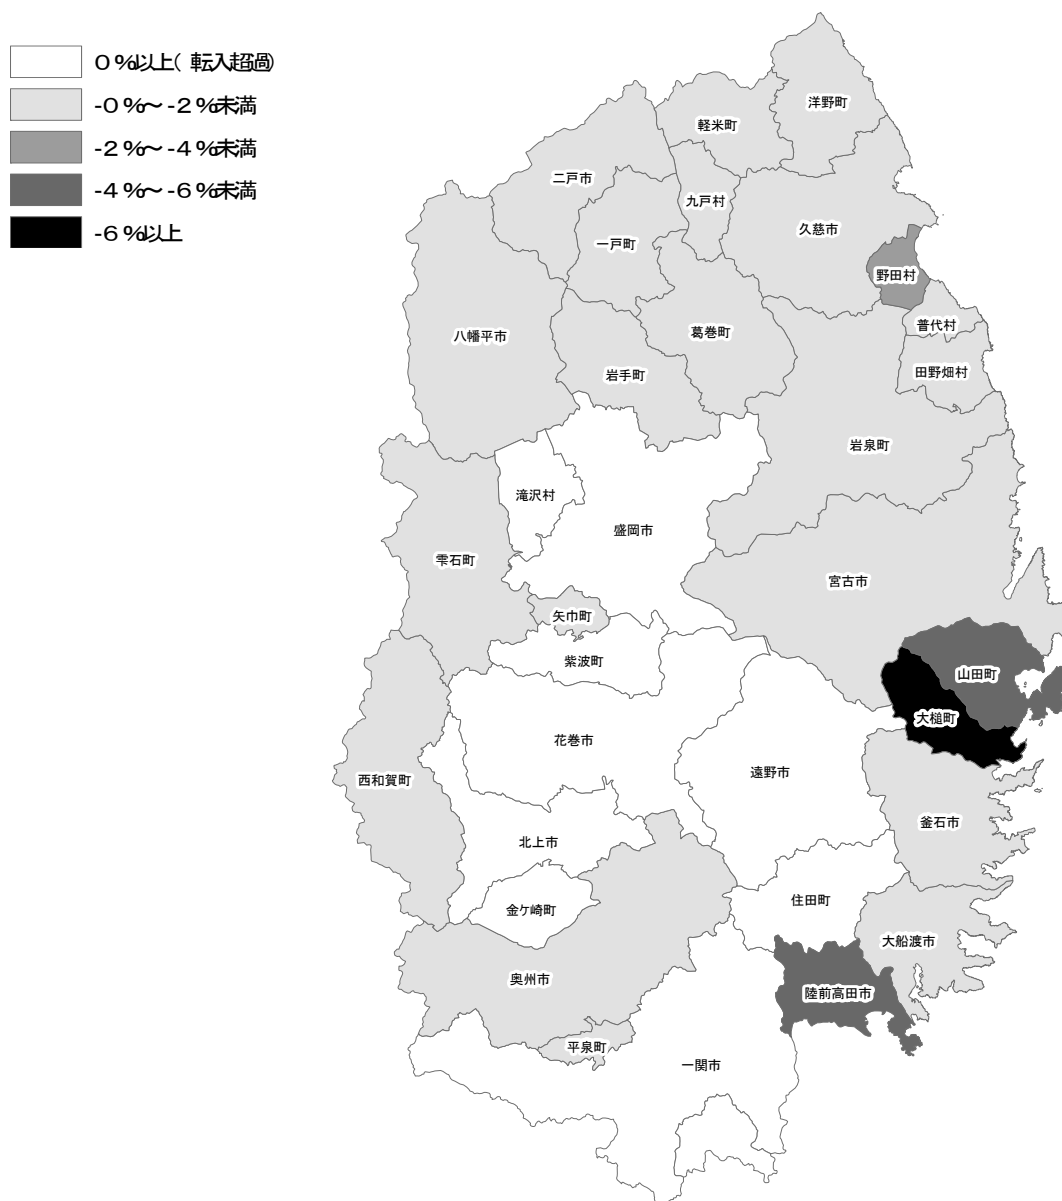 0%以上(転入超過)
-0%～-2%未満
-2%～-4%未満
-4%～-6%未満
-6%以上
洋野町
軽米町
二戸市
九戸村
久慈市
一戸町
野田村
普代村
葛巻町
八幡平市
田野畑村
岩手町
岩泉町
滝沢村
盛岡市
雫石町
宮古市
矢巾町
紫波町
山田町
大槌町
花巻市
遠野市
西和賀町
釜石市
北上市
住田町
金ケ崎町
大船渡市
奥州市
陸前高田市
平泉町
一関市